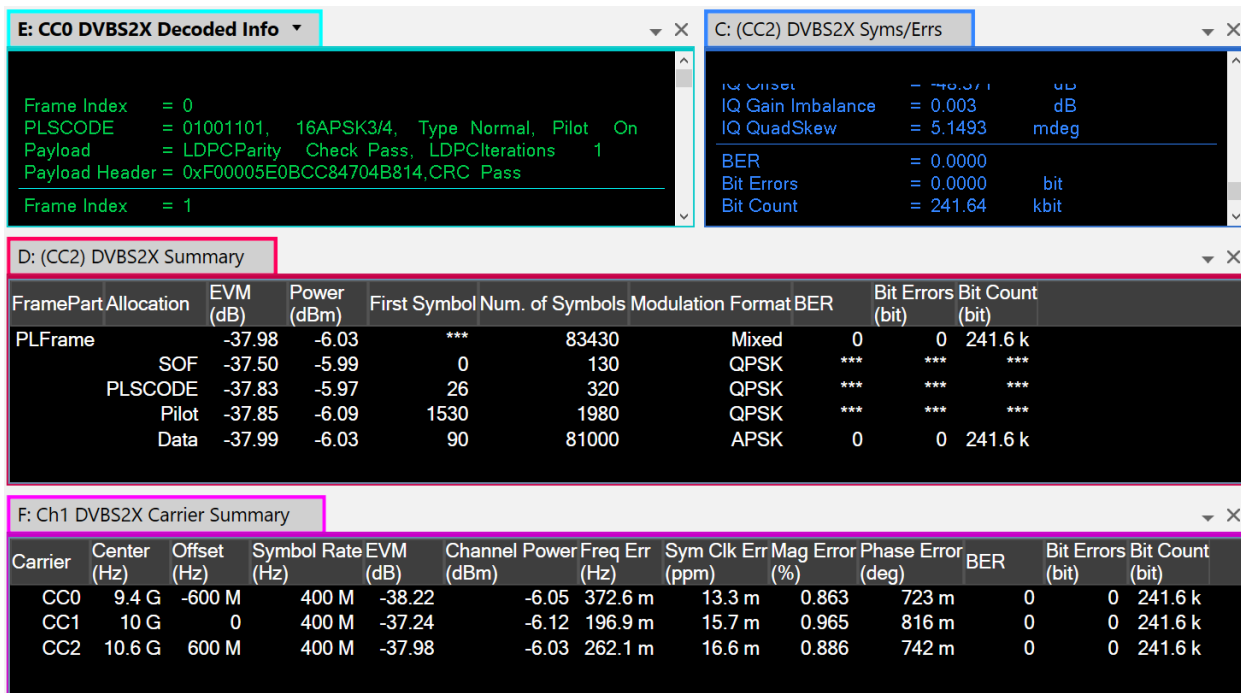 E: CC0 DVBS2X Decoded Info
Frame Index = 0
PLSCODE = 01001101, 16APSK3/4, Type Normal, Pilot On
Payload = LDPCParity Check Pass, LDPCIterations 1
Payload Header = 0xF00005E0BCC84704B814,CRC Pass
Frame Index = 1
C: (CC2) DVBS2X Syms/Errs
IQ Offset = -48.371 dB
IQ Gain Imbalance = 0.003 dB
IQ QuadSkew = 5.1493 mdeg
BER = 0.0000
Bit Errors = 0.0000 bit
Bit Count = 241.64 kbit
D: (CC2) DVBS2X Summary
FramePart Allocation EVM (dB) Power (dBm) First Symbol Num. of Symbols Modulation Format BER Bit Errors (bit) Bit Count (bit)
PLFrame -37.98 -6.03 *** 83430 Mixed 0 0 241.6 k
SOF -37.50 -5.99 0 130 QPSK *** *** ***
PLSCODE -37.83 -5.97 26 320 QPSK *** *** ***
Pilot -37.85 -6.09 1530 1980 QPSK *** *** ***
Data -37.99 -6.03 90 81000 APSK 0 0 241.6 k
F: Ch1 DVBS2X Carrier Summary
Carrier Center (Hz) Offset (Hz) Symbol Rate (Hz) EVM (dB) Channel Power (dBm) Freq Err (Hz) Sym Clk Err (ppm) Mag Error (%) Phase Error (deg) BER Bit Errors (bit) Bit Count (bit)
CC0 9.4 G -600 M 400 M -38.22 -6.05 372.6 m 13.3 m 0.863 723 m 0 0 241.6 k
CC1 10 G 0 400 M -37.24 -6.12 196.9 m 15.7 m 0.965 816 m 0 0 241.6 k
CC2 10.6 G 600 M 400 M -37.98 -6.03 262.1 m 16.6 m 0.886 742 m 0 0 241.6 k